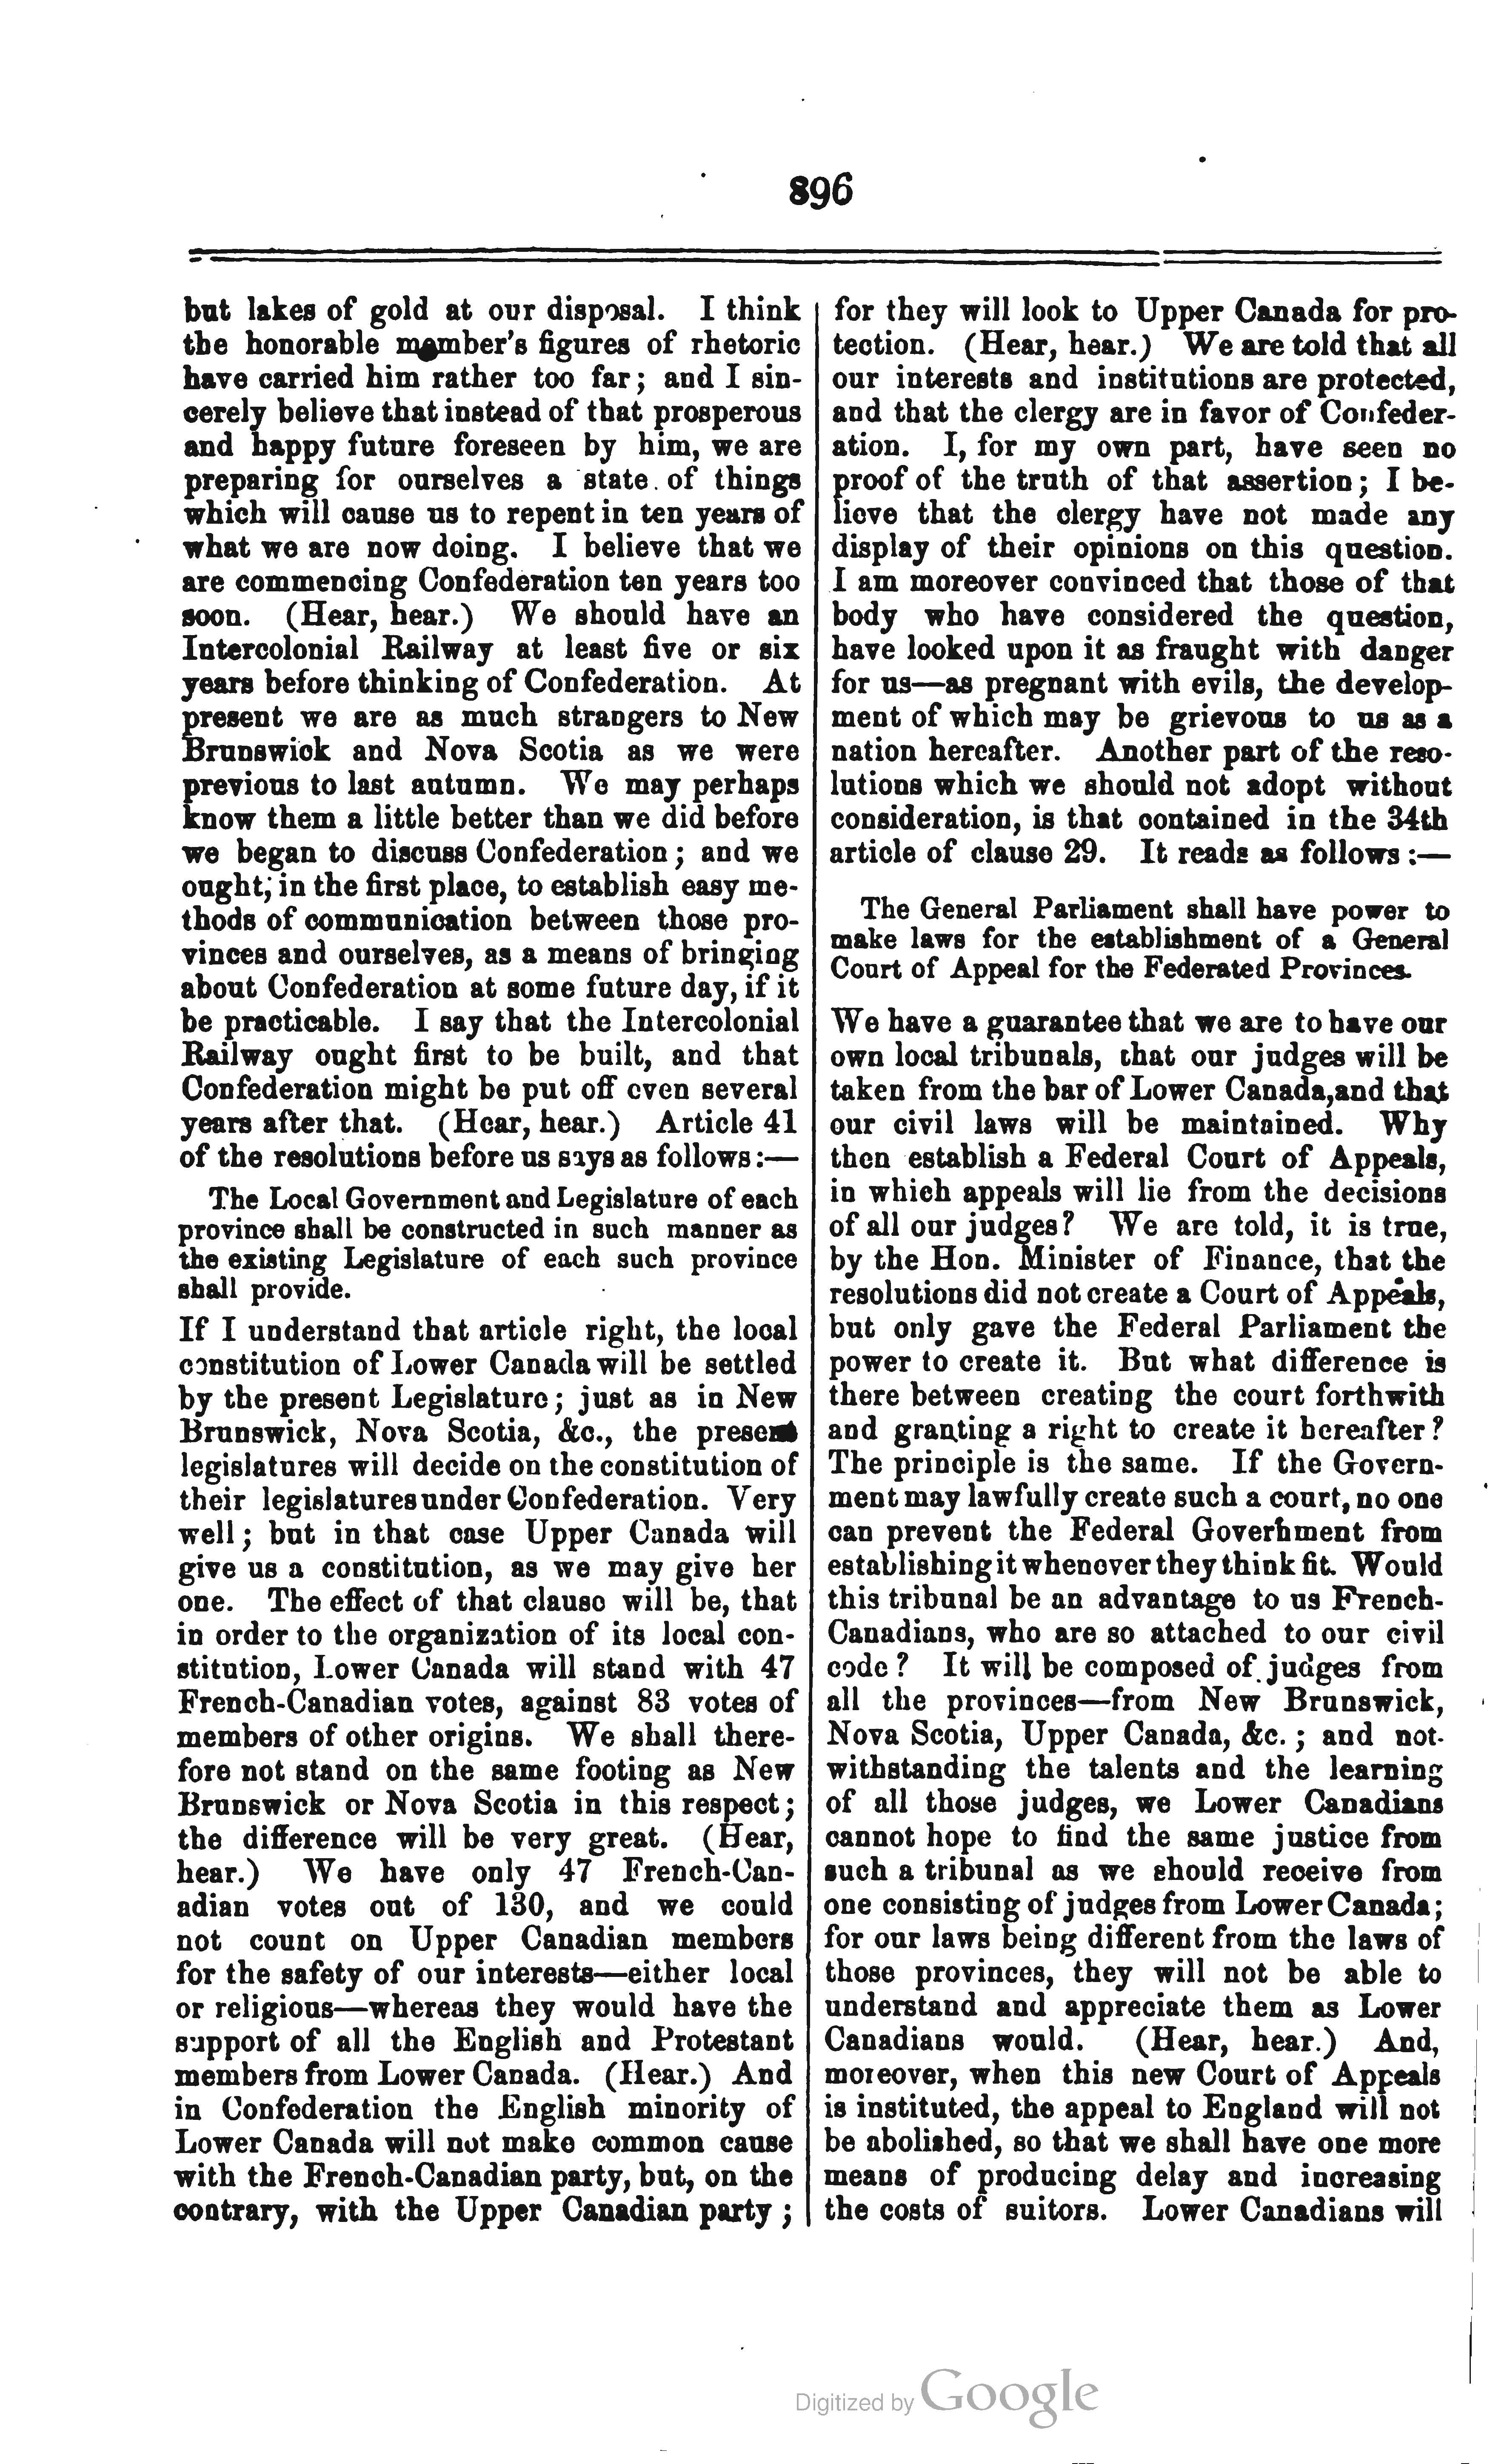 896
but lakes of gold at our disposal. I think
the honorable member's figures of rhetoric
have carried him rather too far; and I sin-
cerely believe that instead of that prosperous
and happy future foreseen by him, we are
preparing for ourselves a state of things
which will cause us to repent in ten years of
what we are now doing. I believe that we
are commencing Confederation ten years too
soon. (Hear, hear.) We should have an
Intercolonial Railway at least five or six
years before thinking of Confederation. At
present we are as much strangers to New
Brunswick and Nova Scotia as we were
previous to last autumn. We may perhaps
know them a little better than we did before
we began to discuss Confederation; and we
ought, in the first place, to establish easy me-
thods of communication between those pro-
vinces and ourselves, as a means of bringing
about Confederation at some future day, if it
be practicable. I say that the Intercolonial
Railway ought first to be built, and that
Confederation might be put off even several
years after that. (Hear, hear.) Article 41
of the resolutions before us says as follows:—
The Local Government and Legislature of each
province shall be constructed in such manner as
the existing Legislature of each such province
shall provide.
If I understand that article right, the local
constitution of Lower Canada will be settled
by the present Legislature; just as in New
Brunswick, Nova Scotia, &c., the present
legislatures will decide on the constitution of
their legislatures under Confederation. Very
well; but in that case Upper Canada will
give us a constitution, as we may give her
one. The effect of that clause will be, that
in order to the organization of its local con-
stitution, Lower Canada will stand with 47
French-Canadian votes, against 83 votes of
members of other origins. We shall there-
fore not stand on the same footing as New
Brunswick or Nova Scotia in this respect;
the difference will be very great. (Hear,
hear.) We have only 47 French-Can-
adian votes out of 130, and we could
not count on Upper Canadian members
for the safety of our interests—either local
or religious—whereas they would have the
support of all the English and Protestant
members from Lower Canada. (Hear.) And
in Confederation the English minority of
Lower Canada will not make common cause
with the French-Canadian party, but, on the
contrary, with the Upper Canadian party;
for they will look to Upper Canada for pro-
tection. (Hear, hear.) We are told that all
our interests and institutions are protected,
and that the clergy are in favor of Confeder-
ation. I, for my own part, have seen no
proof of the truth of that assertion; I be-
lieve that the clergy have not made any
display of their opinions on this question.
I am moreover convinced that those of that
body who have considered the question,
have looked upon it as fraught with danger
for us—as pregnant with evils, the develop-
ment of which may be grievous to us as a
nation hereafter. Another part of the reso-
lutions which we should not adopt without
consideration, is that contained in the 34th
article of clause 29. It reads as follows:—
The General Parliament shall have power to
make laws for the establishment of a General
Court of Appeal for the Federated Provinces.
We have a guarantee that we are to have our
own local tribunals, that our judges will be
taken from the bar of Lower Canada,and that
our civil laws will be maintained. Why
then establish a Federal Court of Appeals,
in which appeals will lie from the decisions
of all our judges? We are told, it is true,
by the Hon. Minister of Finance, that the
resolutions did not create a Court of Appeals,
but only gave the Federal Parliament the
power to create it. But what difference is
there between creating the court forthwith
and granting a right to create it hereafter?
The principle is the same. If the Govern-
ment may lawfully create such a court, no one
can prevent the Federal Government from
establishing it whenever they think fit. Would
this tribunal be an advantage to us French-
Canadians, who are so attached to our civil
code? It will be composed of judges from
all the provinces—from New Brunswick,
Nova Scotia, Upper Canada, &c.; and not-
withstanding the talents and the learning
of all those judges, we Lower Canadians
cannot hope to find the same justice from
such a tribunal as we should receive from
one consisting of judges from Lower Canada;
for our laws being different from the laws of
those provinces, they will not be able to
understand and appreciate them as Lower
Canadians would. (Hear, hear.) And,
moreover, when this new Court of Appeals
is instituted, the appeal to England will not
be abolished, so that we shall have one more
means of producing delay and increasing
the costs of suitors. Lower Canadians will
Digitized by Google